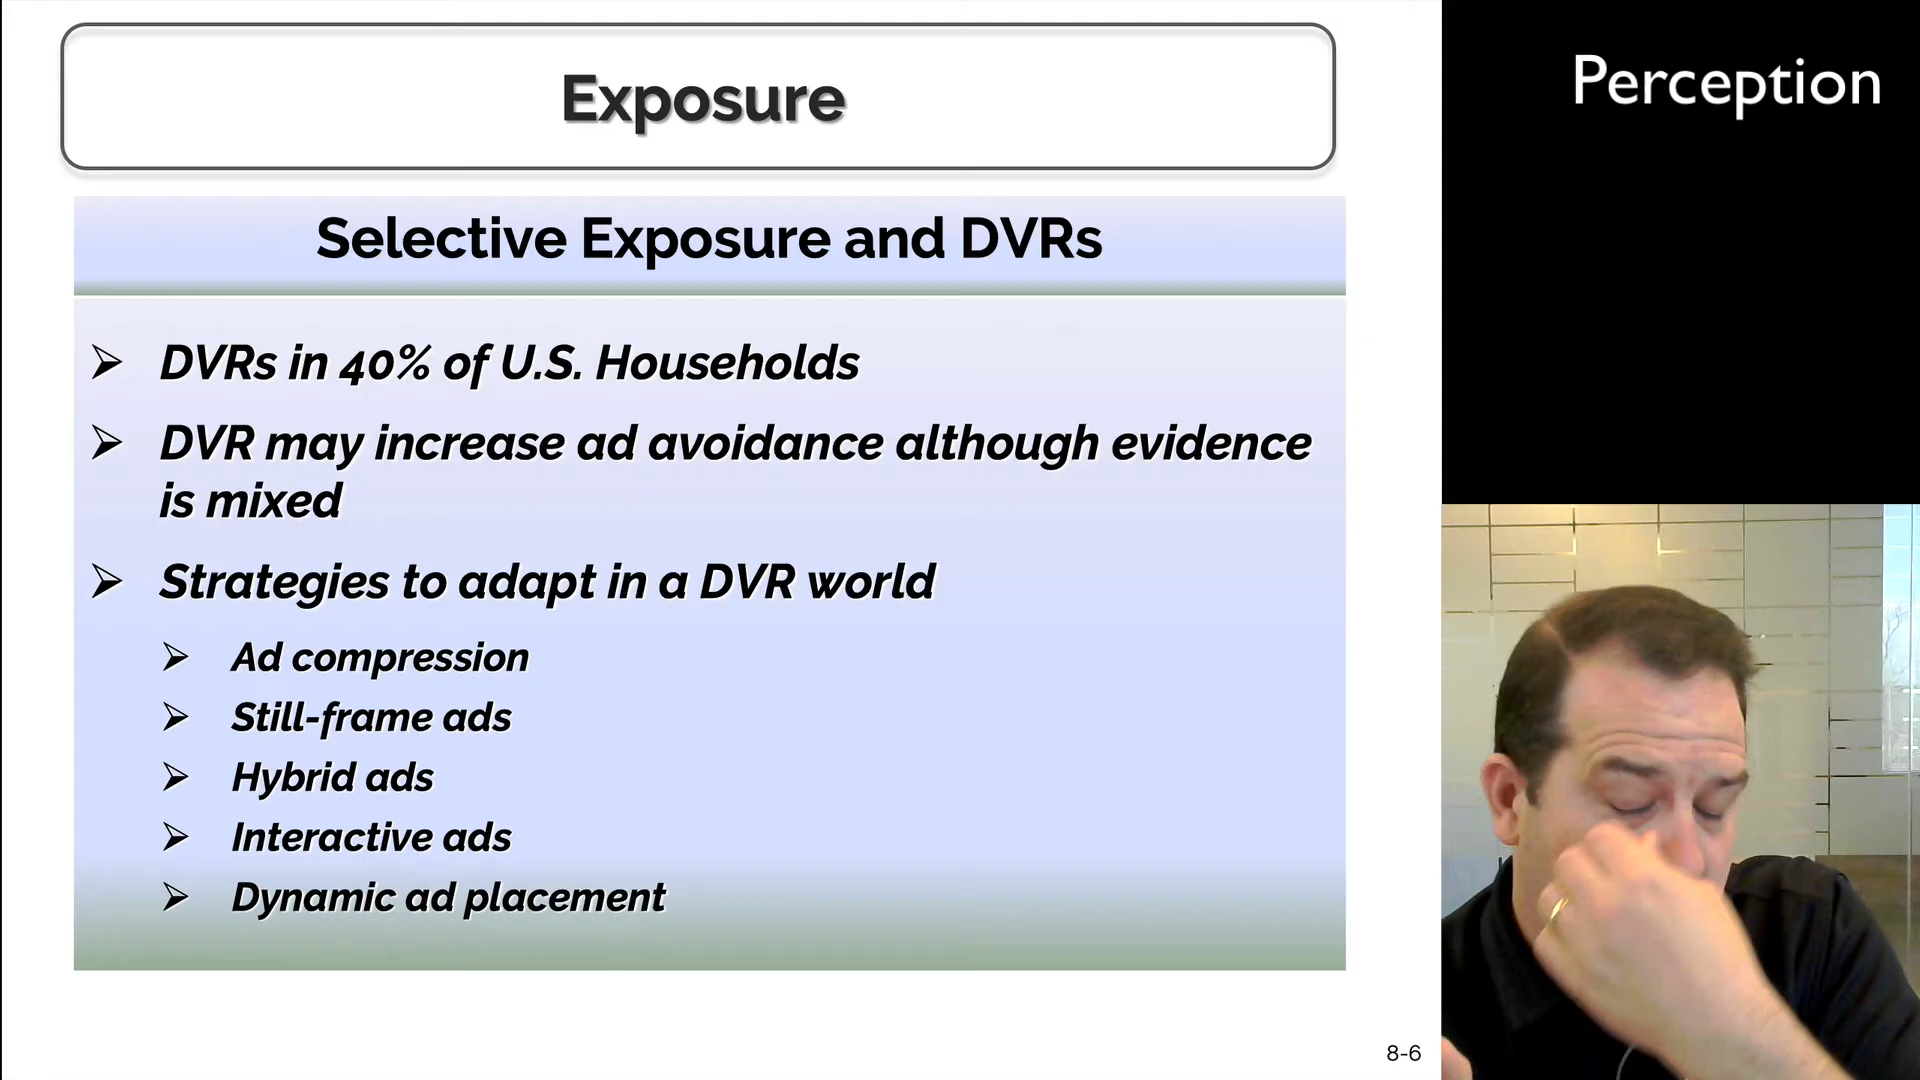 Exposure
Perception
Selective Exposure and DVRs
DVRs in 40% of U.S. Households
DVR may increase ad avoidance although evidence
is mixed
Strategies to adapt in a DVR world
Ad compression
Still-frame ads
Hybrid ads
Interactive ads
Dynamic ad placement
8-6